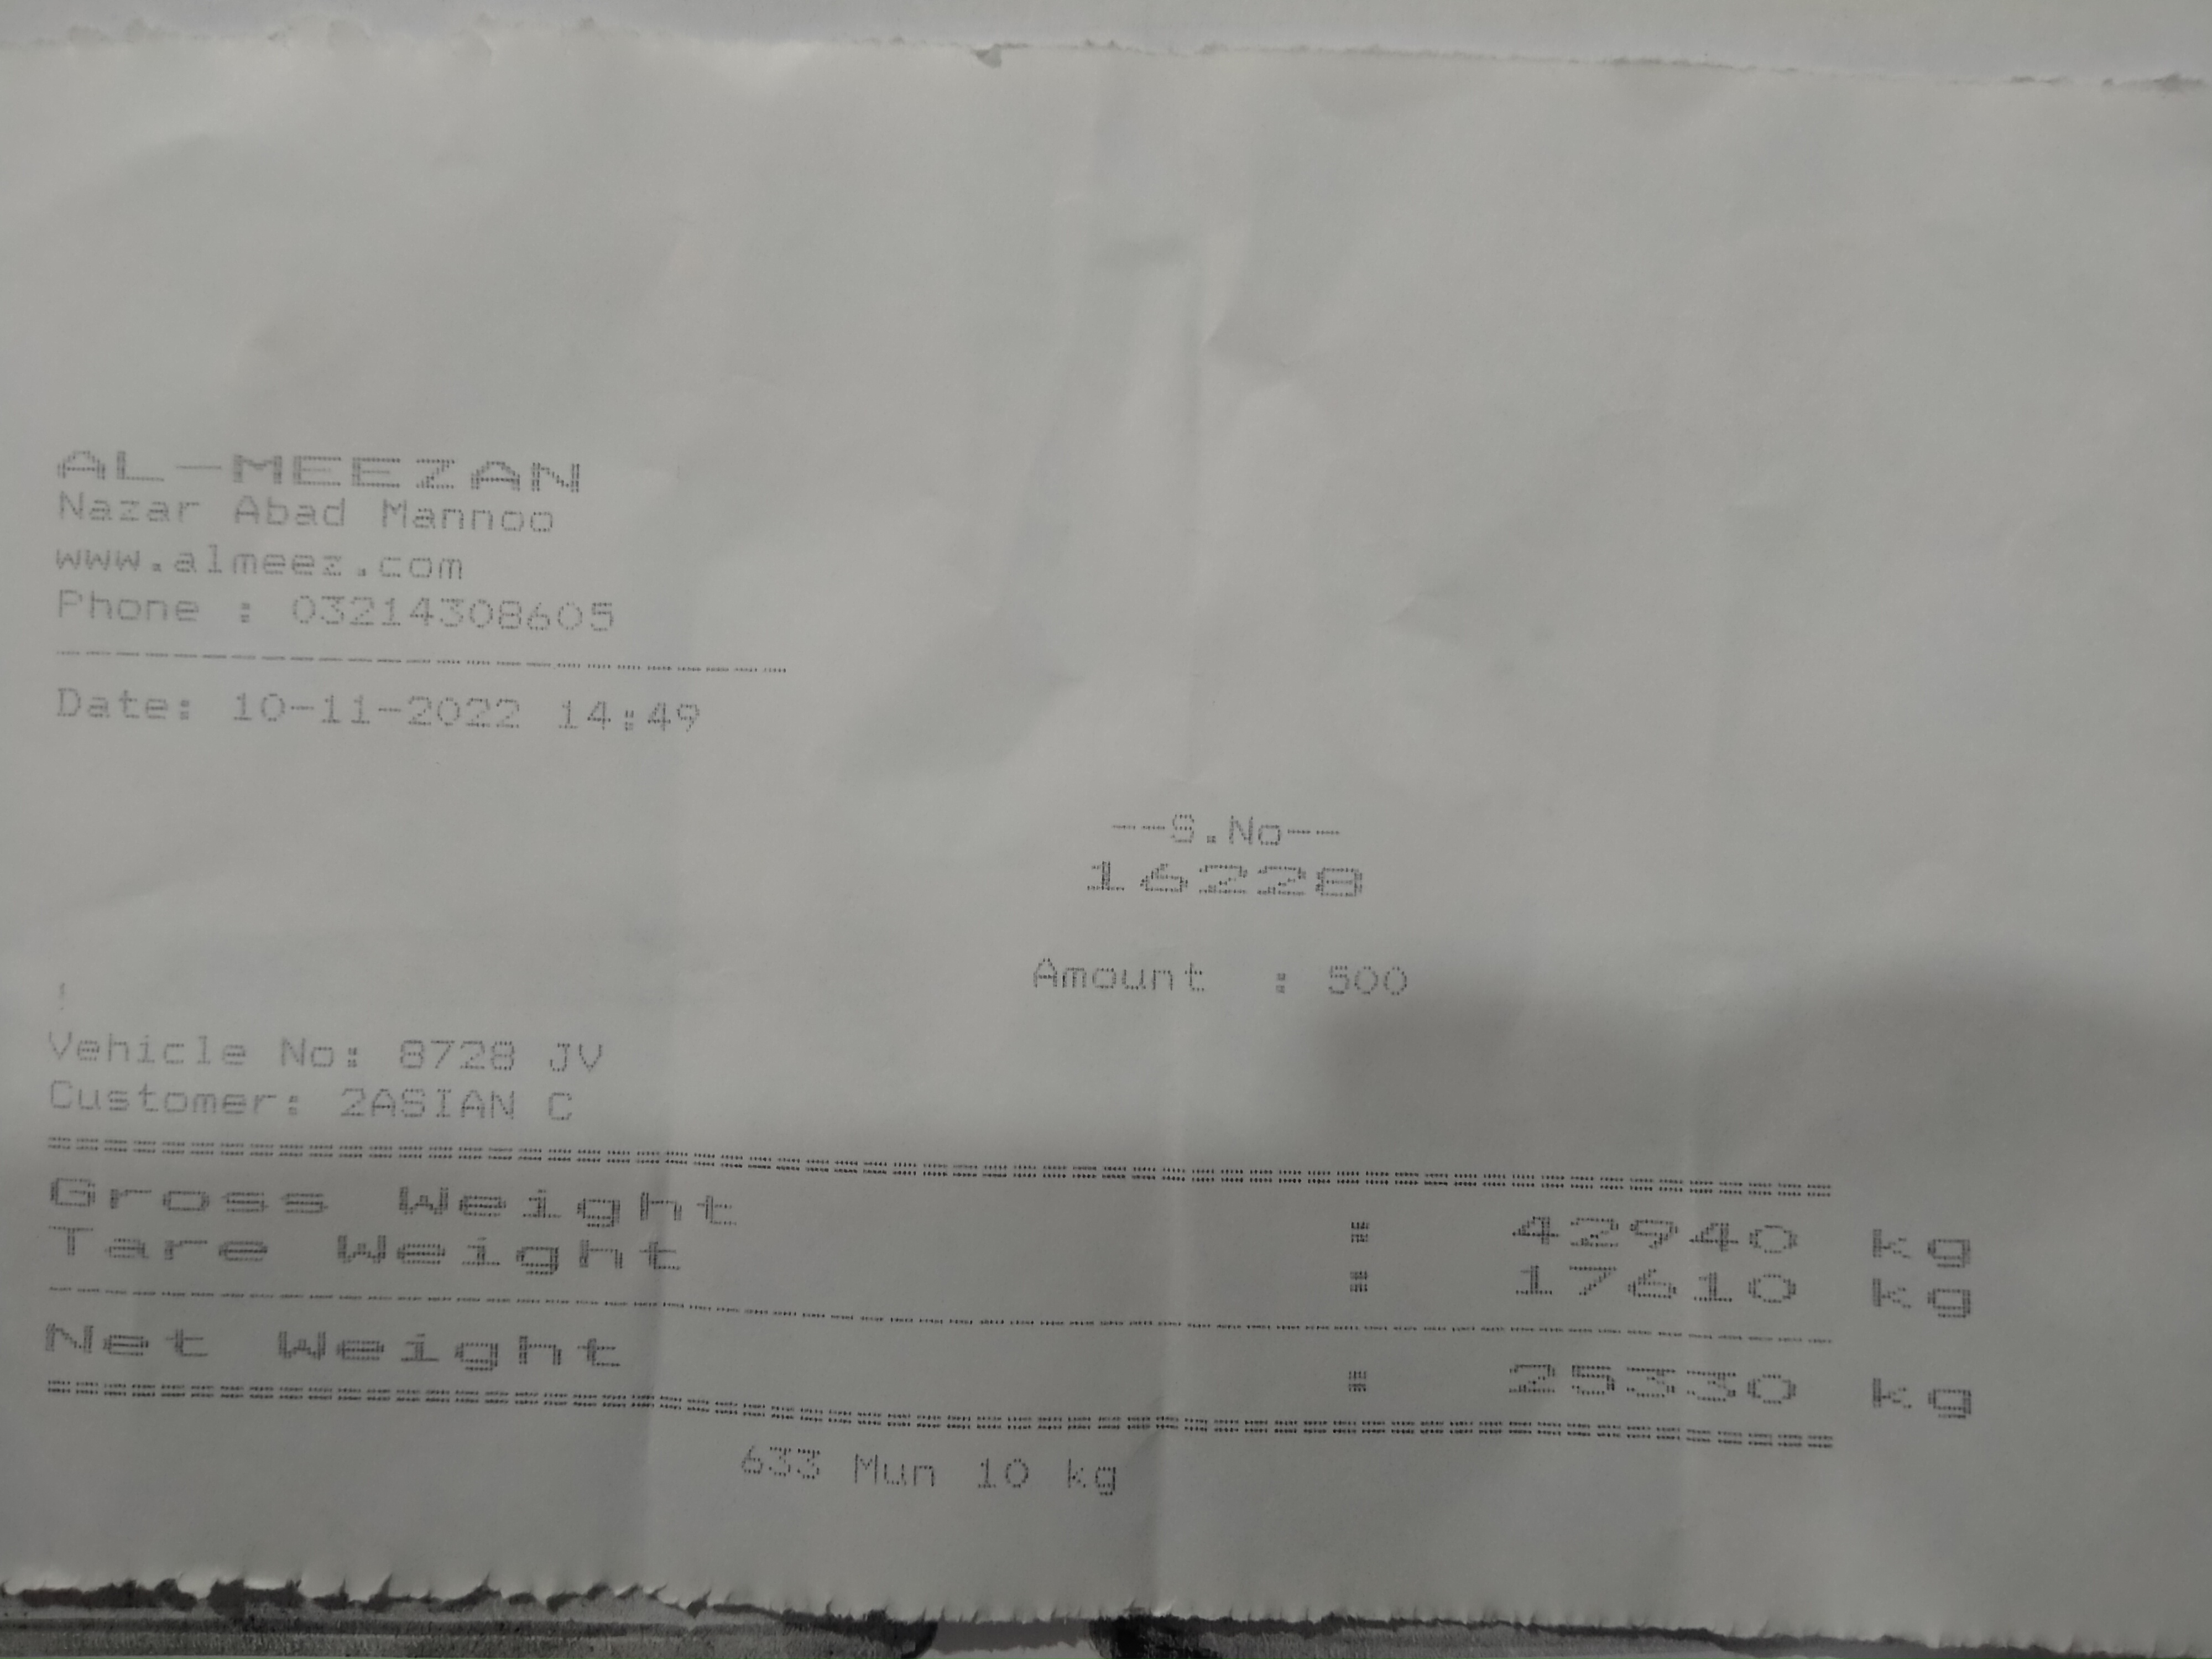 AL-MEEZAN
Nazar Abad Mannoo
www.almeez.com
Phone : 03214308605
Date: 10-11-2022 14:49
--S.No--
16228
Amount : 500
Vehicle No: 8728 JV
Customer: 2ASIAN C
Gross Weight : 42940 kg
Tare Weight : 17610 kg
Net Weight : 25330 kg
633 Mun 10 kg